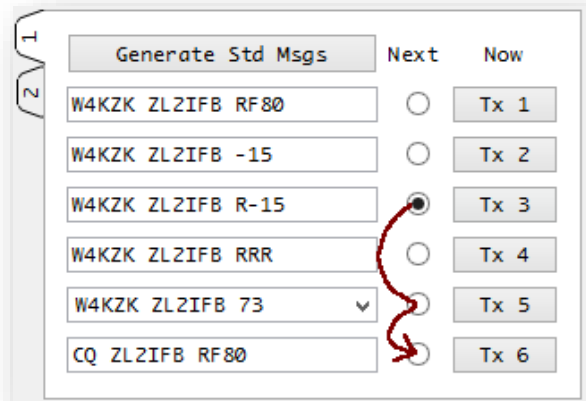 1
2
Generate Std Msgs Next Now
W4KZK ZL2IFB RF80 Tx 1
W4KZK ZL2IFB -15 Tx 2
W4KZK ZL2IFB R-15 Tx 3
W4KZK ZL2IFB RRR Tx 4
W4KZK ZL2IFB 73 Tx 5
CQ ZL2IFB RF80 Tx 6